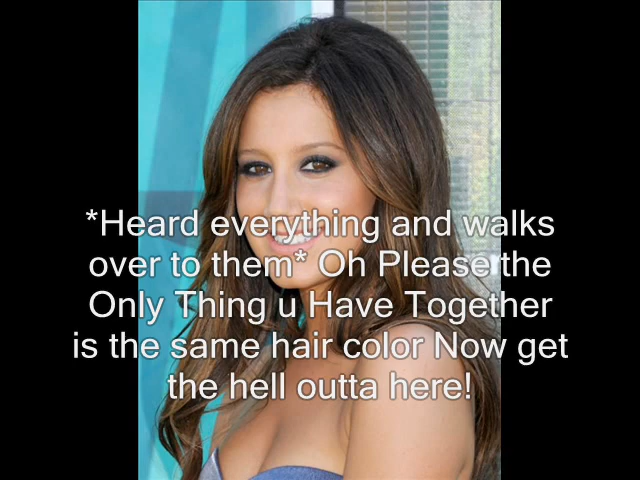 *Heard everything and walks
over to them* Oh Please the
Only Thing u Have Together
is the same hair color Now get
the hell outta here!